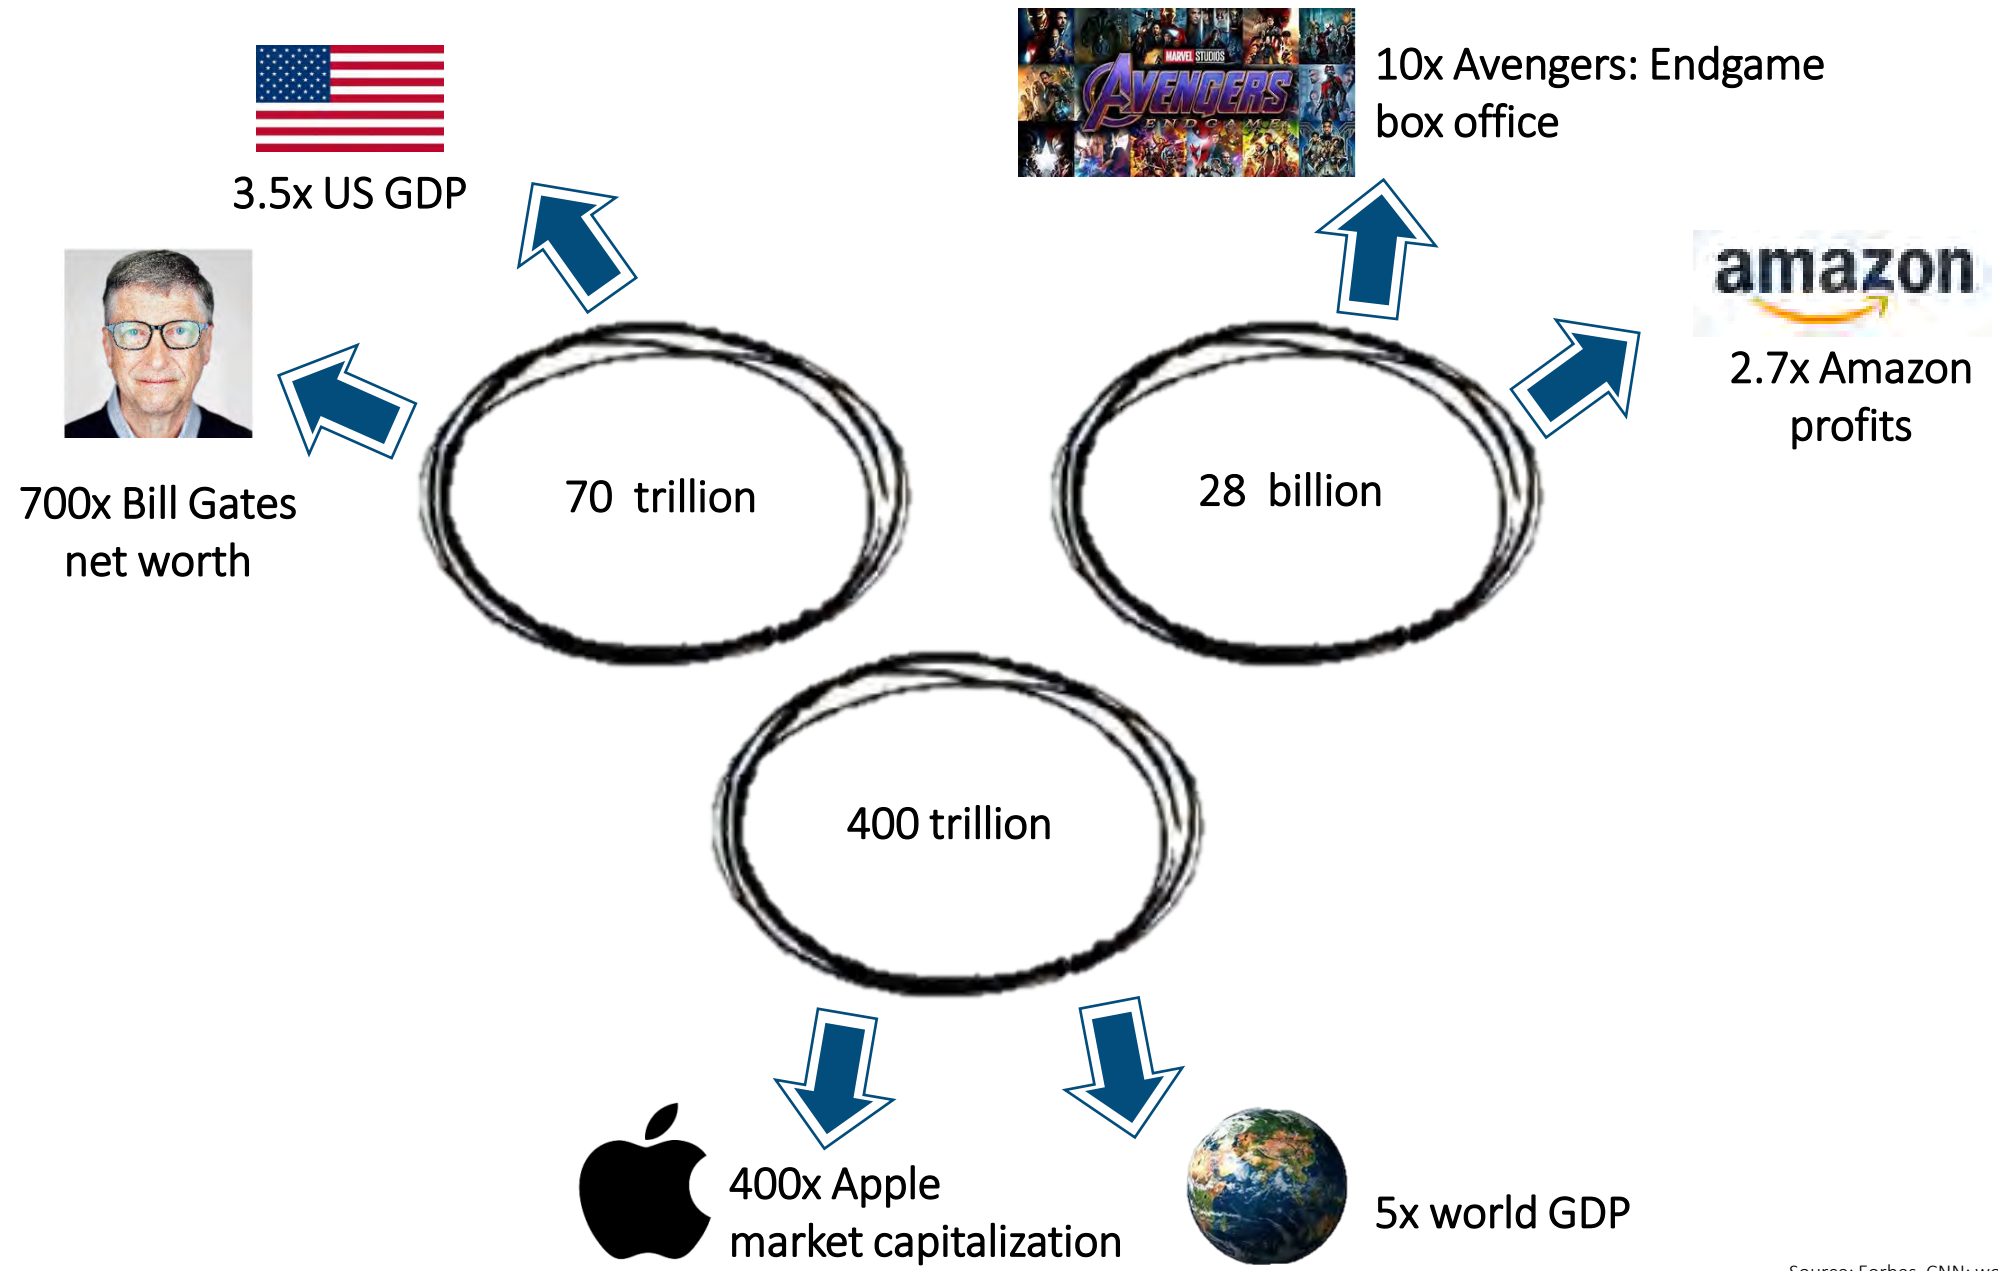 MARVEL STUDIOS
AVENGERS
ENDGAME
10x Avengers: Endgame
box office
3.5x US GDP
amazon
2.7x Amazon
profits
700x Bill Gates
net worth
70 trillion
28 billion
400 trillion
400x Apple
market capitalization
5x world GDP